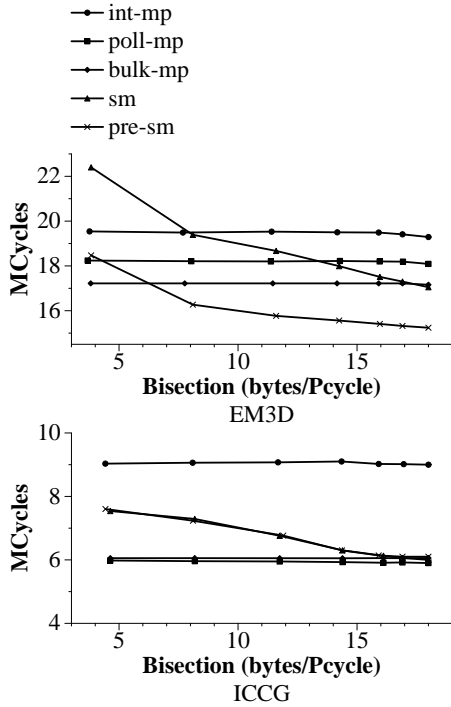 int-mp
poll-mp
bulk-mp
sm
pre-sm
22
20
18
16
MCycles
5 10 15
Bisection (bytes/Pcycle)
EM3D
10
8
6
4
MCycles
5 10 15
Bisection (bytes/Pcycle)
ICCG